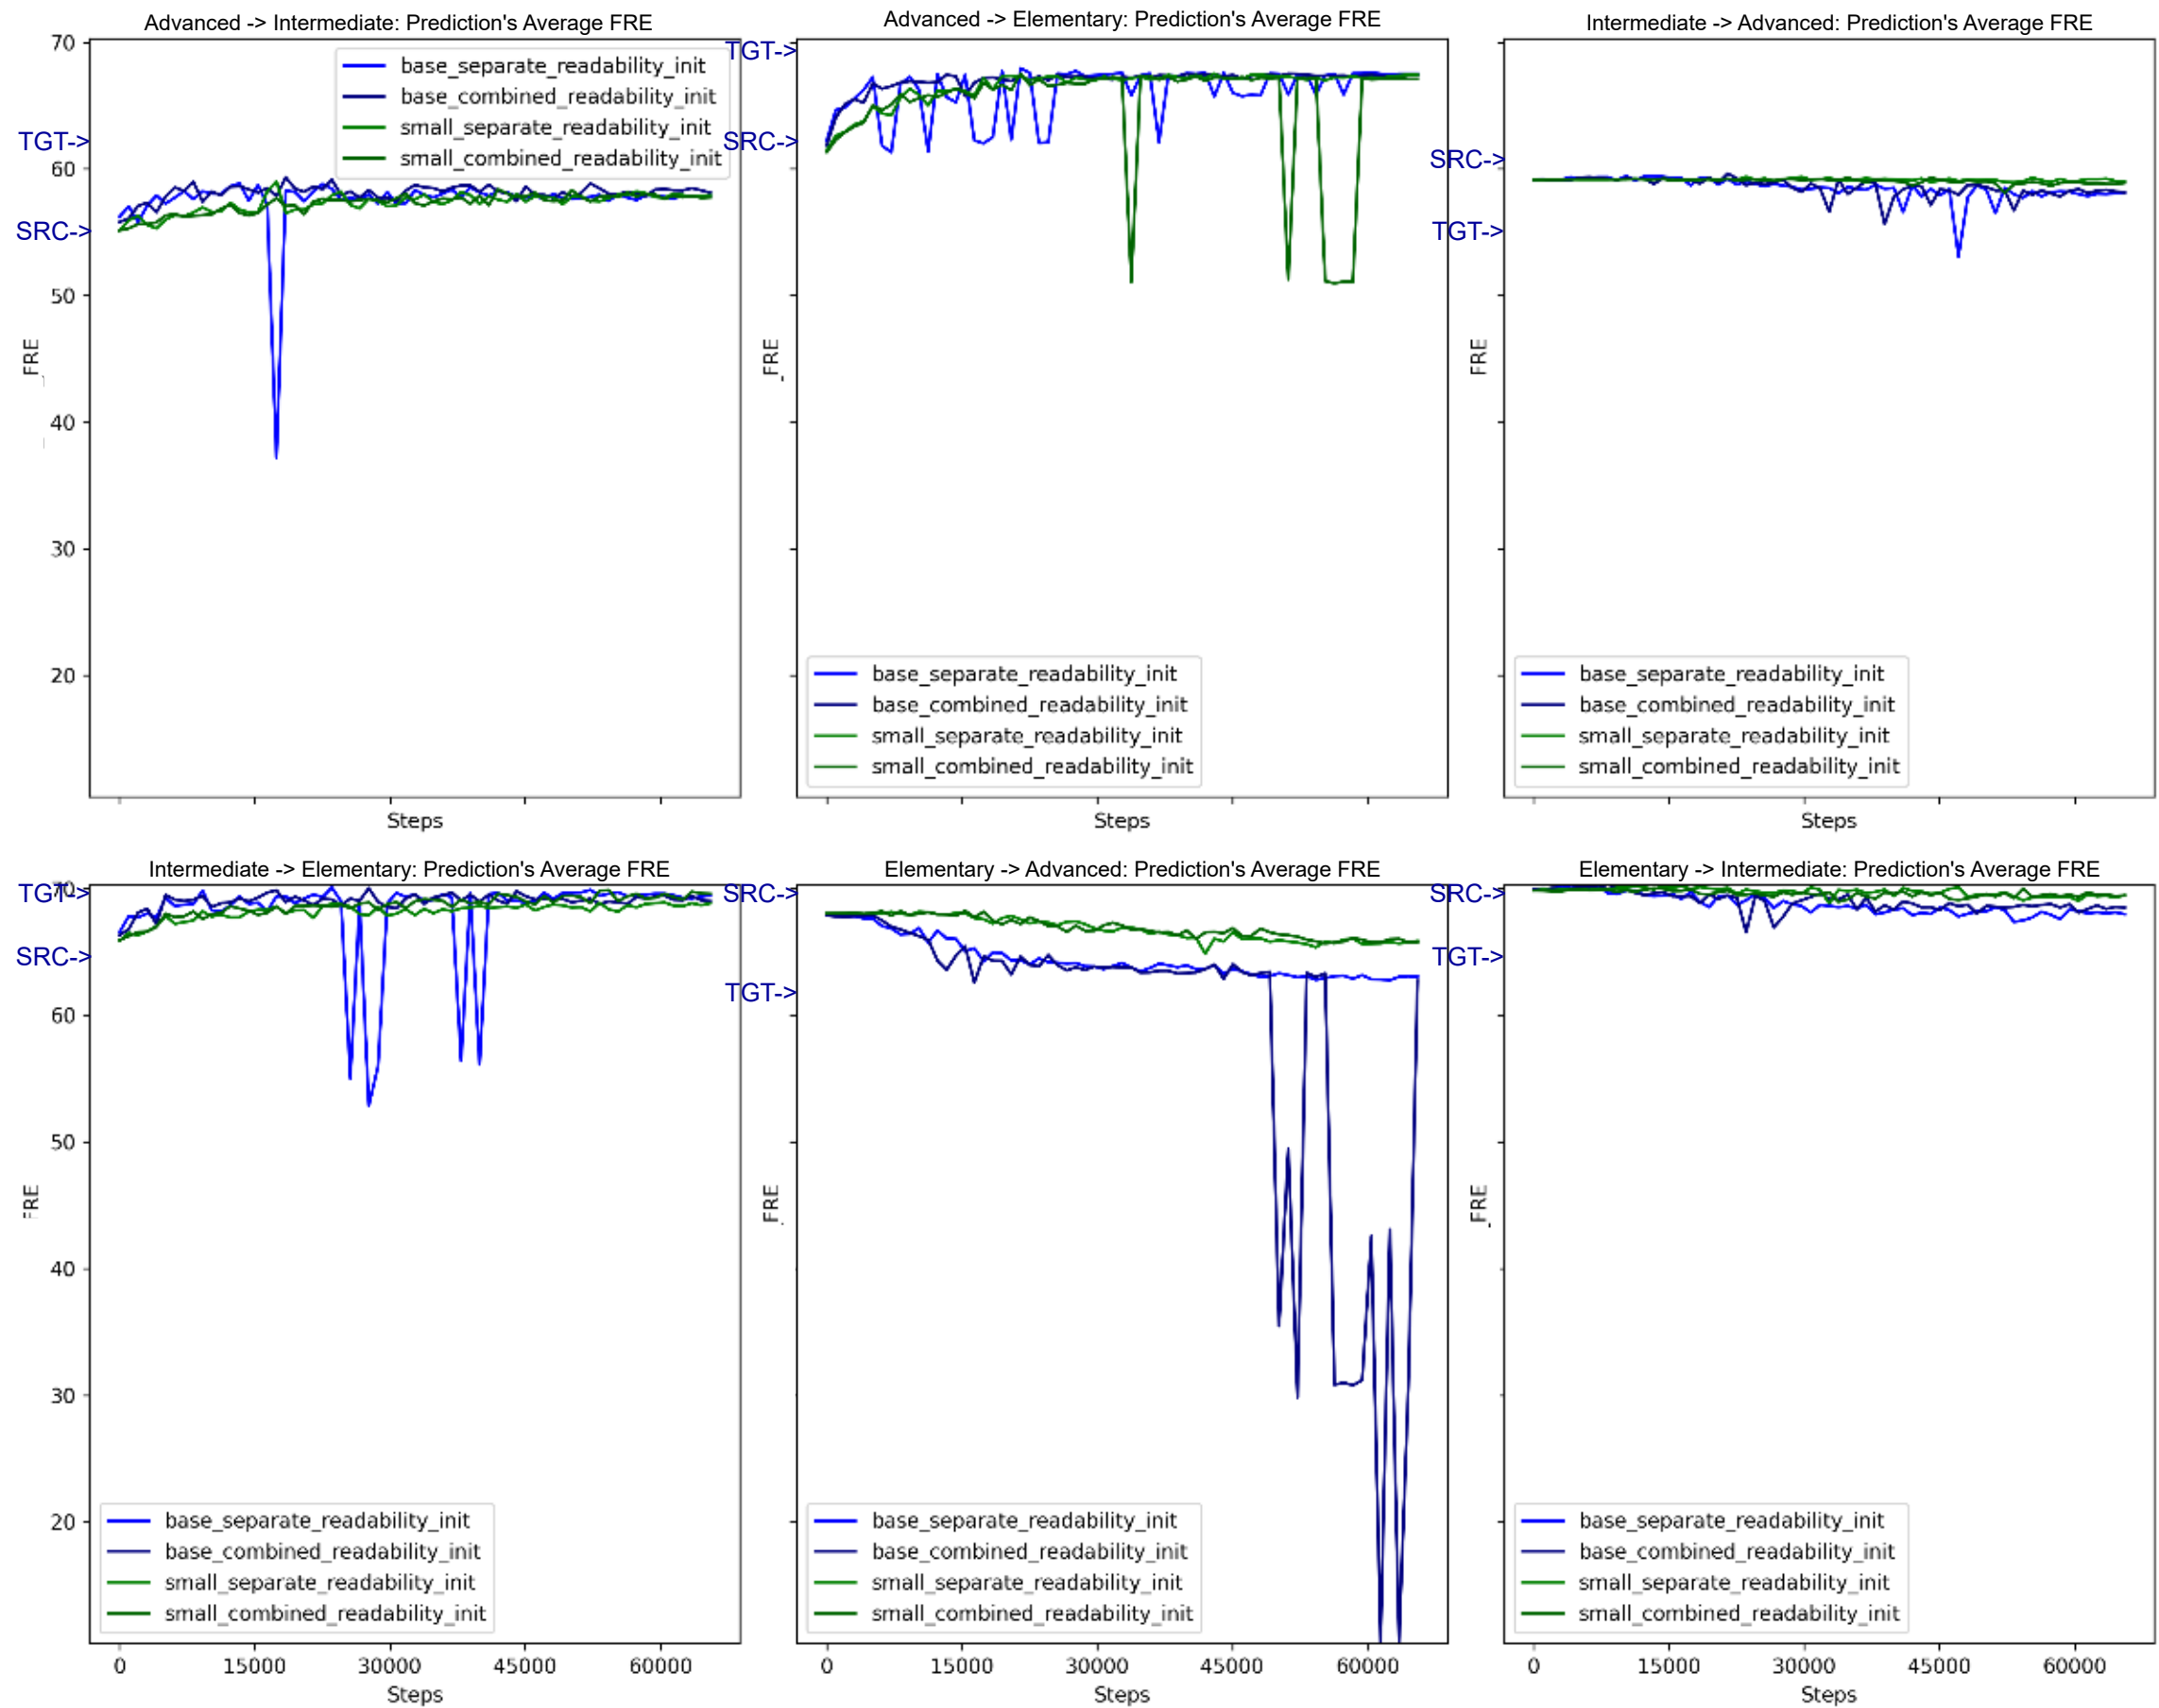 Advanced -> Intermediate: Prediction's Average FRE
70
60
50
40
30
20
TGT->
SRC->
_FRE
base_separate_readability_init
base_combined_readability_init
small_separate_readability_init
small_combined_readability_init
Steps
Advanced -> Elementary: Prediction's Average FRE
TGT->
SRC->
_FRE
base_separate_readability_init
base_combined_readability_init
small_separate_readability_init
small_combined_readability_init
Steps
Intermediate -> Advanced: Prediction's Average FRE
SRC->
TGT->
FRE
base_separate_readability_init
base_combined_readability_init
small_separate_readability_init
small_combined_readability_init
Steps
Intermediate -> Elementary: Prediction's Average FRE
70
TGT->
SRC->
60
50
40
30
20
FRE
base_separate_readability_init
base_combined_readability_init
small_separate_readability_init
small_combined_readability_init
0 15000 30000 45000 60000
Steps
Elementary -> Advanced: Prediction's Average FRE
SRC->
TGT->
FRE
base_separate_readability_init
base_combined_readability_init
small_separate_readability_init
small_combined_readability_init
0 15000 30000 45000 60000
Steps
Elementary -> Intermediate: Prediction's Average FRE
SRC->
TGT->
_FRE
base_separate_readability_init
base_combined_readability_init
small_separate_readability_init
small_combined_readability_init
0 15000 30000 45000 60000
Steps